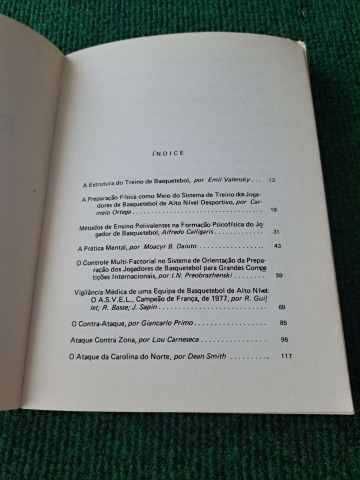 ÍNDICE
A Estrutura do Treino de Basquetebol, por Emil Valensky . . . 13
A Preparação Física como Meio do Sistema de Treino dos Joga-
dores de Basquetebol de Alto Nível Desportivo, por Car-
melo Ortega . . . . . . . . . . . . . . . . . . . . . . . . . 19
Métodos de Ensino Polivalentes na Formação Psicofísica do Jo-
gador de Basquetebol, Alfredo Calligaris . . . . . . . . . 31
A Prática Mental, por Moacyr B. Daiuto . . . . . . . . . . . 43
O Controle Multi-Factorial no Sistema de Orientação da Prepa-
ração dos Jogadores de Basquetebol para Grandes Compe-
tições Internacionais, por I.N. Preobrazhenski . . . . . . . 59
Vigilância Médica de uma Equipa de Basquetebol de Alto Nível:
O A.S.V.E.L., Campeão de França, de 1977, por R. Guil-
let; R. Basse; J. Sapin . . . . . . . . . . . . . . . . . . . 69
O Contra-Ataque, por Giancarlo Primo . . . . . . . . . . . . 85
Ataque Contra Zona, por Lou Carneseca . . . . . . . . . . . 95
O Ataque da Carolina do Norte, por Dean Smith . . . . . . . 117